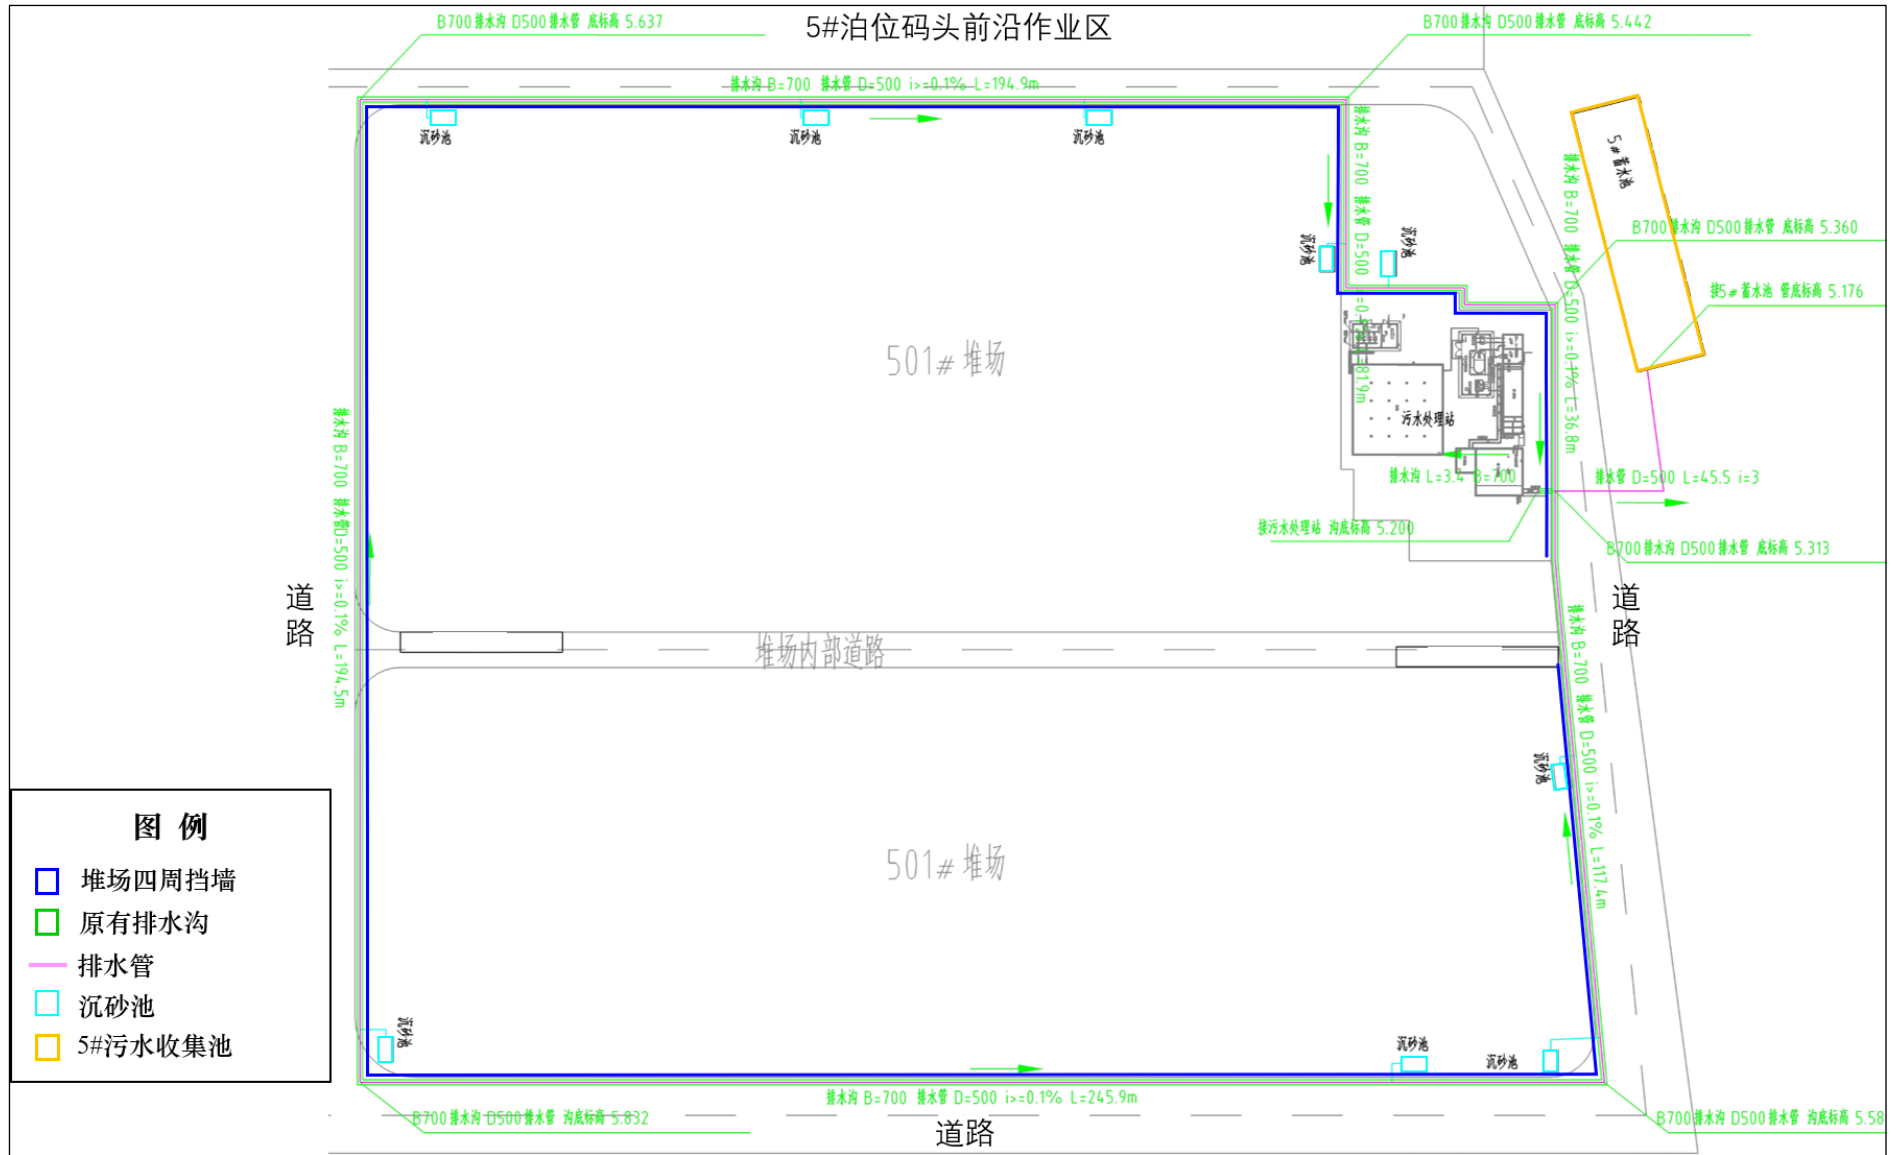 B700排水沟 D500排水管 底标高 5.637
5#泊位码头前沿作业区
B700排水沟 D500排水管 底标高 5.442
排水沟 B=700 排水管 D=500 i>=0.1% L=194.9m
沉砂池
沉砂池
沉砂池
排水沟 B=700 排水管 D=500
=81.9m
5#蓄水池
排水沟 B=700 排水管 D=500 i>=0.1% L=36.8m
B700排水沟 D500排水管 底标高 5.360
沉砂池
沉砂池
接5#蓄水池 管底标高 5.176
501#堆场
污水处理站
排水沟 L=3.4 B=700
排水管 D=500 L=45.5 i=3
接污水处理站 沟底标高 5.200
B700排水沟 D500排水管 底标高 5.313
排水沟 B=700 排水管D=500 i>=0.1% L=194.5m
道路
道路
堆场内部道路
排水沟 B=700 排水管 D=500 i>=0.1% L=117.4m
沉砂池
501#堆场
图 例
堆场四周挡墙
原有排水沟
排水管
沉砂池
5#污水收集池
沉砂池
沉砂池
沉砂池
排水沟 B=700 排水管 D=500 i>=0.1% L=245.9m
B700排水沟 D500排水管 沟底标高 5.832
道路
B700排水沟 D500排水管 沟底标高 5.58